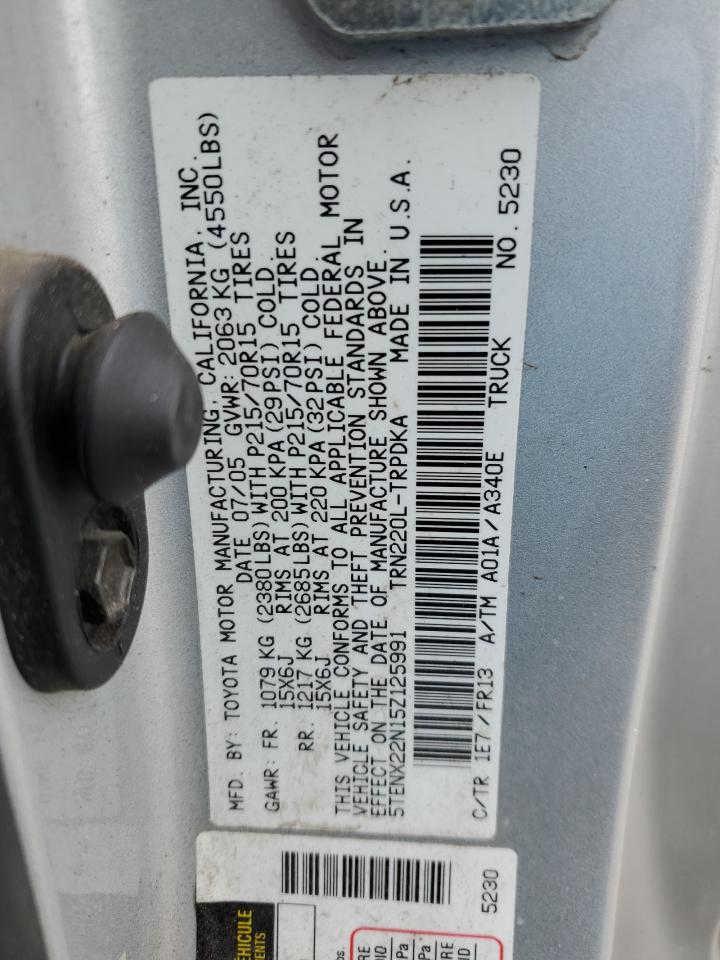 MFD. BY: TOYOTA MOTOR MANUFACTURING, CALIFORNIA, INC.
DATE 07/05 GVWR: 2063 KG (4550LBS)
GAWR: FR. 1079 KG (2380LBS) WITH P215/70R15 TIRES
15X6J RIMS AT 200 KPA (29PSI) COLD
RR. 1217 KG (2685LBS) WITH P215/70R15 TIRES
15X6J RIMS AT 220 KPA (32PSI) COLD.
THIS VEHICLE CONFORMS TO ALL APPLICABLE FEDERAL MOTOR
VEHICLE SAFETY AND THEFT PREVENTION STANDARDS IN
EFFECT ON THE DATE OF MANUFACTURE SHOWN ABOVE.
5TENX22N15Z125991 TRN220L-TRPDKA MADE IN U.S.A.
C/TR 1E7/FR13 A/TM A01A/A340E TRUCK NO. 5230
5230